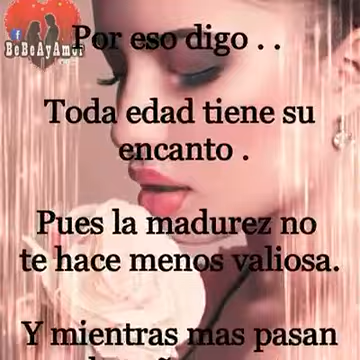 BeBeAyAmor
Por eso digo . .
Toda edad tiene su
encanto .
Pues la madurez no
te hace menos valiosa.
Y mientras mas pasan